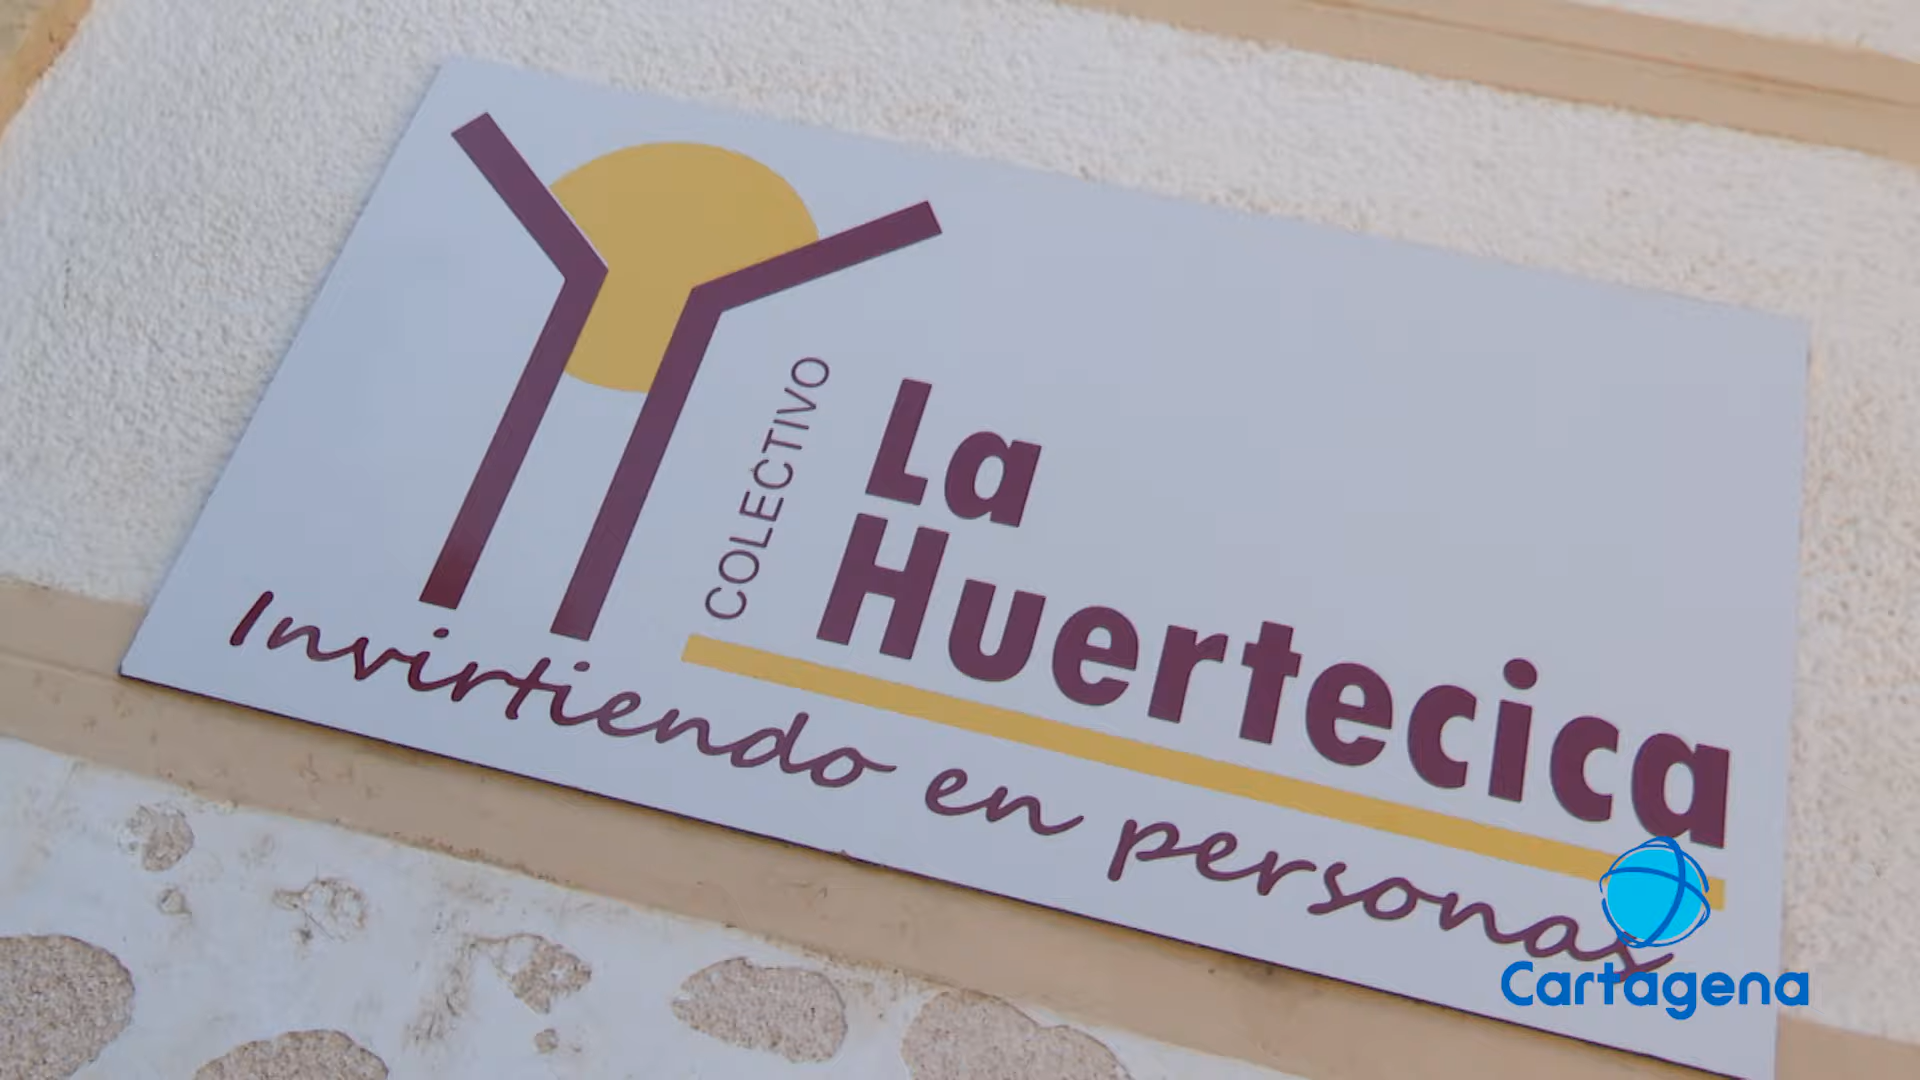 COLECTIVO
La
Huertecica
Invirtiendo en personas
Cartagena